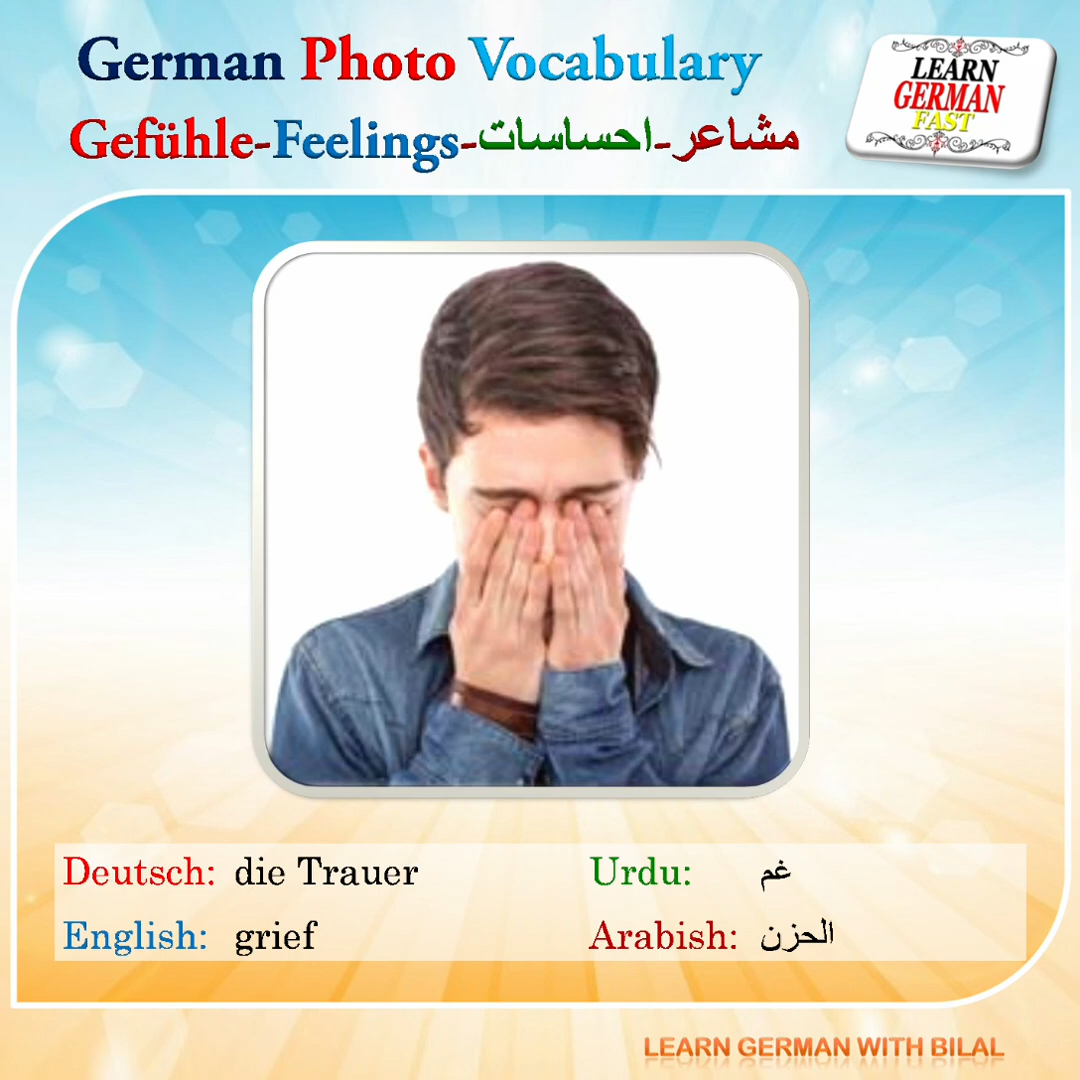 German Photo Vocabulary
Gefühle-Feelings-احساسات-مشاعر
LEARN
GERMAN
FAST
Deutsch: die Trauer
Urdu: غم
English: grief
Arabish: الحزن
LEARN GERMAN WITH BILAL